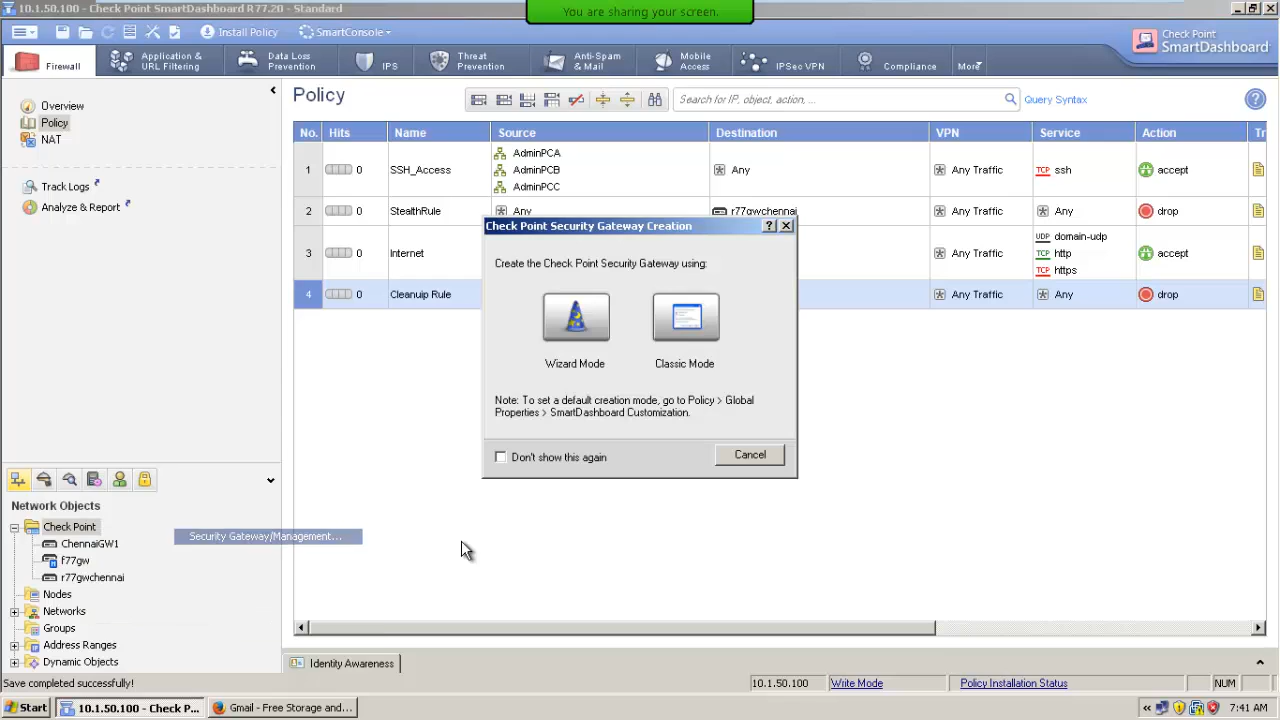 10.1.50.100 - Check Point SmartDashboard R77.20 - Standard
You are sharing your screen.
Install Policy
SmartConsole
Check Point
SmartDashboard
Firewall
Application & URL Filtering
Data Loss Prevention
IPS
Threat Prevention
Anti-Spam & Mail
Mobile Access
IPSec VPN
Compliance
More
Overview
Policy
NAT
Track Logs
Analyze & Report
Policy
Search for IP, object, action, ...
Query Syntax
No. Hits Name Source Destination VPN Service Action Tr
1 0 SSH_Access AdminPCA Any Any Traffic TCP ssh accept
AdminPCB
AdminPCC
2 0 StealthRule Any r77gwchennai Any Traffic Any drop
3 0 Internet Any Traffic UDP domain-udp accept
TCP http
TCP https
4 0 Cleanuip Rule Any Traffic Any drop
Check Point Security Gateway Creation
Create the Check Point Security Gateway using:
Wizard Mode
Classic Mode
Note: To set a default creation mode, go to Policy > Global
Properties > SmartDashboard Customization.
Don't show this again
Cancel
Network Objects
Check Point
Security Gateway/Management...
ChennaiGW1
f77gw
r77gwchennai
Nodes
Networks
Groups
Address Ranges
Dynamic Objects
Identity Awareness
Save completed successfully!
10.1.50.100
Write Mode
Policy Installation Status
NUM
Start
10.1.50.100 - Check P...
Gmail - Free Storage and...
7:41 AM